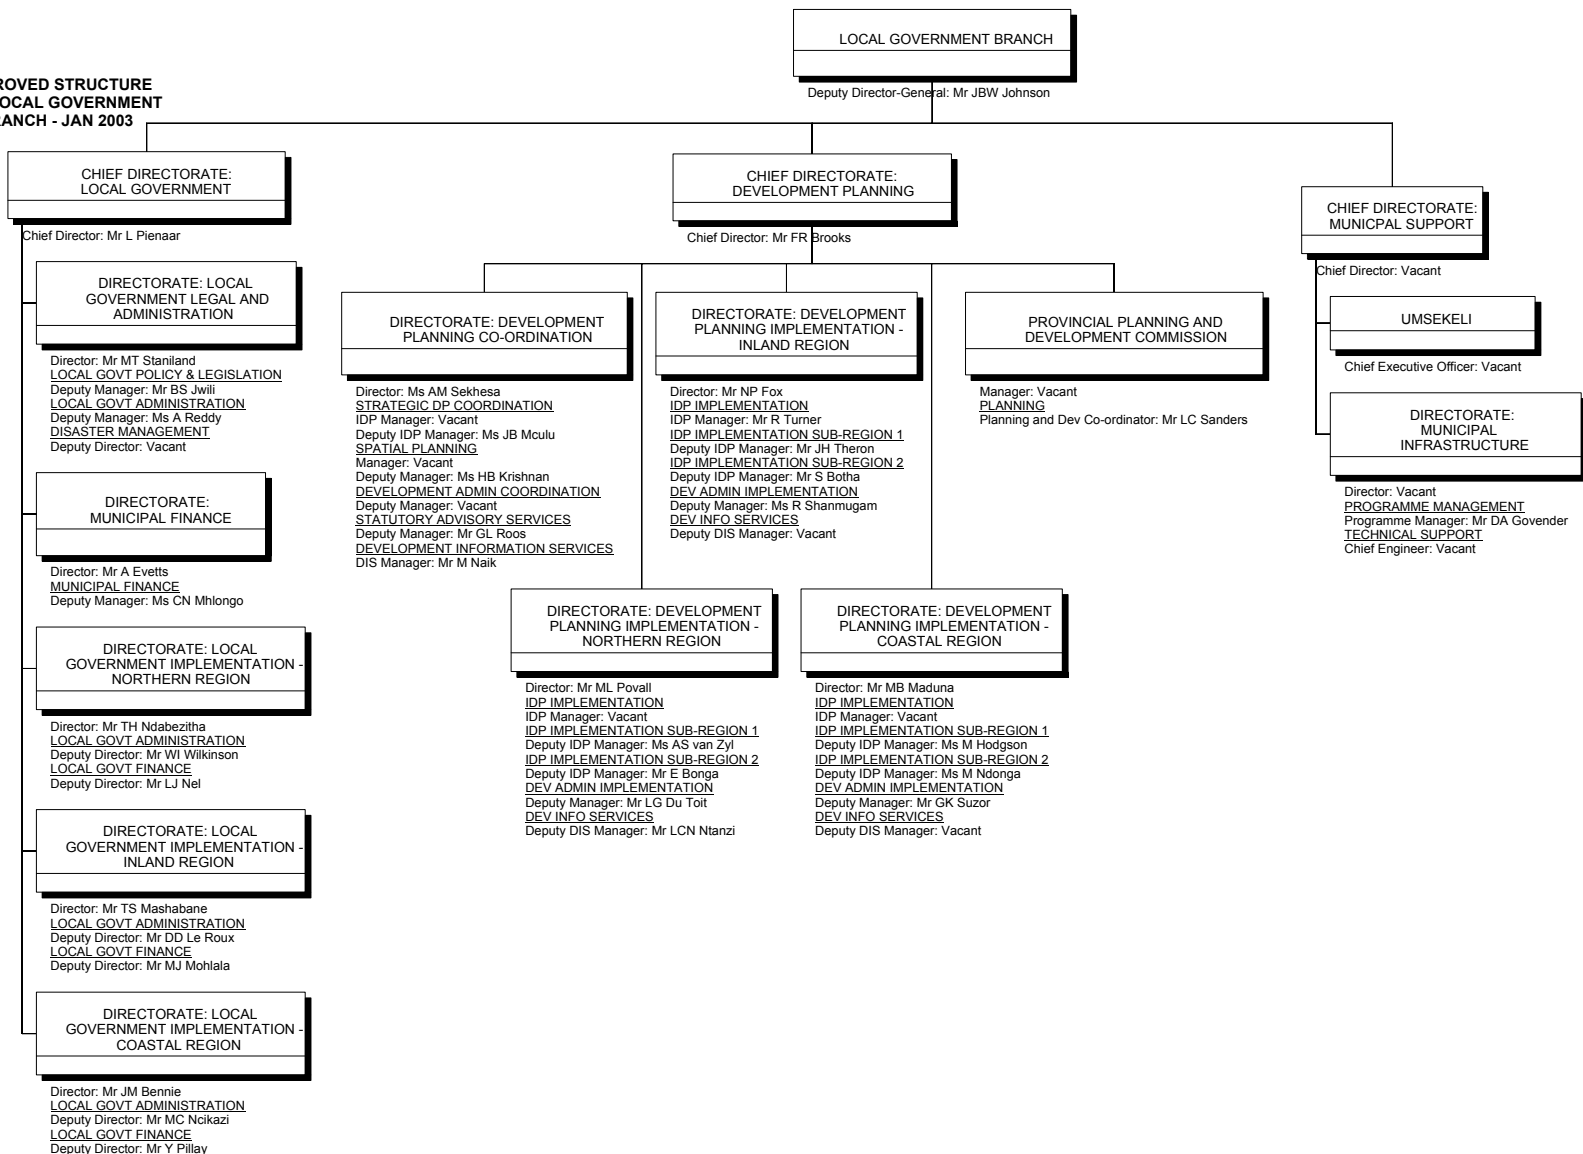 LOCAL GOVERNMENT BRANCH
Deputy Director-General: Mr JBW Johnson
ROVED STRUCTURE
OCAL GOVERNMENT
RANCH - JAN 2003
CHIEF DIRECTORATE:
LOCAL GOVERNMENT
Chief Director: Mr L Pienaar
DIRECTORATE: LOCAL
GOVERNMENT LEGAL AND
ADMINISTRATION
Director: Mr MT Staniland
LOCAL GOVT POLICY & LEGISLATION
Deputy Manager: Mr BS Jwili
LOCAL GOVT ADMINISTRATION
Deputy Manager: Ms A Reddy
DISASTER MANAGEMENT
Deputy Director: Vacant
DIRECTORATE:
MUNICIPAL FINANCE
Director: Mr A Evetts
MUNICIPAL FINANCE
Deputy Manager: Ms CN Mhlongo
DIRECTORATE: LOCAL
GOVERNMENT IMPLEMENTATION -
NORTHERN REGION
Director: Mr TH Ndabezitha
LOCAL GOVT ADMINISTRATION
Deputy Director: Mr WI Wilkinson
LOCAL GOVT FINANCE
Deputy Director: Mr LJ Nel
DIRECTORATE: LOCAL
GOVERNMENT IMPLEMENTATION -
INLAND REGION
Director: Mr TS Mashabane
LOCAL GOVT ADMINISTRATION
Deputy Director: Mr DD Le Roux
LOCAL GOVT FINANCE
Deputy Director: Mr MJ Mohlala
DIRECTORATE: LOCAL
GOVERNMENT IMPLEMENTATION -
COASTAL REGION
Director: Mr JM Bennie
LOCAL GOVT ADMINISTRATION
Deputy Director: Mr MC Ncikazi
LOCAL GOVT FINANCE
Deputy Director: Mr Y Pillay
CHIEF DIRECTORATE:
DEVELOPMENT PLANNING
Chief Director: Mr FR Brooks
DIRECTORATE: DEVELOPMENT
PLANNING CO-ORDINATION
Director: Ms AM Sekhesa
STRATEGIC DP COORDINATION
IDP Manager: Vacant
Deputy IDP Manager: Ms JB Mculu
SPATIAL PLANNING
Manager: Vacant
Deputy Manager: Ms HB Krishnan
DEVELOPMENT ADMIN COORDINATION
Deputy Manager: Vacant
STATUTORY ADVISORY SERVICES
Deputy Manager: Mr GL Roos
DEVELOPMENT INFORMATION SERVICES
DIS Manager: Mr M Naik
DIRECTORATE: DEVELOPMENT
PLANNING IMPLEMENTATION -
INLAND REGION
Director: Mr NP Fox
IDP IMPLEMENTATION
IDP Manager: Mr R Turner
IDP IMPLEMENTATION SUB-REGION 1
Deputy IDP Manager: Mr JH Theron
IDP IMPLEMENTATION SUB-REGION 2
Deputy IDP Manager: Mr S Botha
DEV ADMIN IMPLEMENTATION
Deputy Manager: Ms R Shanmugam
DEV INFO SERVICES
Deputy DIS Manager: Vacant
PROVINCIAL PLANNING AND
DEVELOPMENT COMMISSION
Manager: Vacant
PLANNING
Planning and Dev Co-ordinator: Mr LC Sanders
DIRECTORATE: DEVELOPMENT
PLANNING IMPLEMENTATION -
NORTHERN REGION
Director: Mr ML Povall
IDP IMPLEMENTATION
IDP Manager: Vacant
IDP IMPLEMENTATION SUB-REGION 1
Deputy IDP Manager: Ms AS van Zyl
IDP IMPLEMENTATION SUB-REGION 2
Deputy IDP Manager: Mr E Bonga
DEV ADMIN IMPLEMENTATION
Deputy Manager: Mr LG Du Toit
DEV INFO SERVICES
Deputy DIS Manager: Mr LCN Ntanzi
DIRECTORATE: DEVELOPMENT
PLANNING IMPLEMENTATION -
COASTAL REGION
Director: Mr MB Maduna
IDP IMPLEMENTATION
IDP Manager: Vacant
IDP IMPLEMENTATION SUB-REGION 1
Deputy IDP Manager: Ms M Hodgson
IDP IMPLEMENTATION SUB-REGION 2
Deputy IDP Manager: Ms M Ndonga
DEV ADMIN IMPLEMENTATION
Deputy Manager: Mr GK Suzor
DEV INFO SERVICES
Deputy DIS Manager: Vacant
CHIEF DIRECTORATE:
MUNICPAL SUPPORT
Chief Director: Vacant
UMSEKELI
Chief Executive Officer: Vacant
DIRECTORATE:
MUNICIPAL
INFRASTRUCTURE
Director: Vacant
PROGRAMME MANAGEMENT
Programme Manager: Mr DA Govender
TECHNICAL SUPPORT
Chief Engineer: Vacant